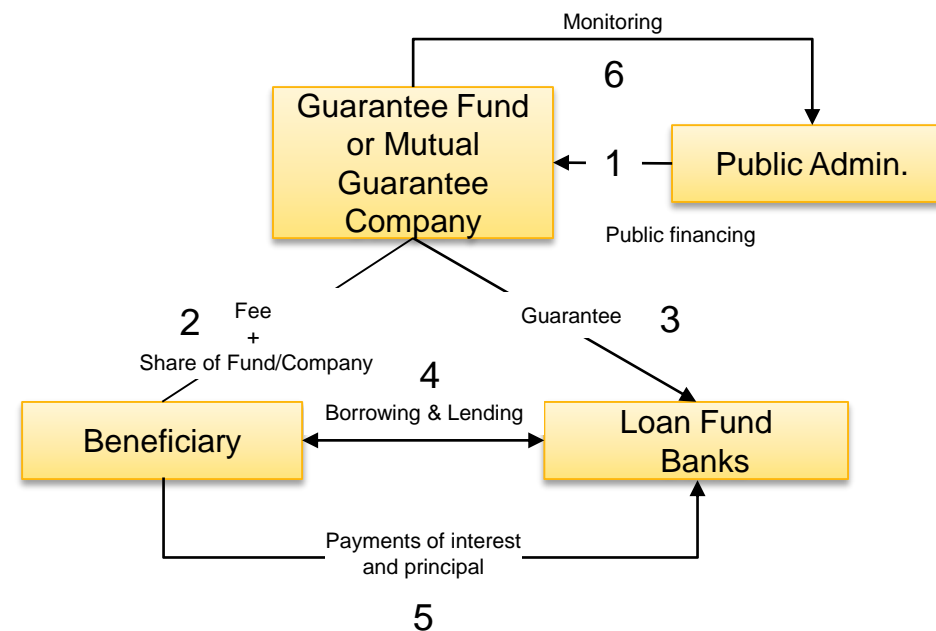 Monitoring
6
Guarantee Fund
or Mutual
Guarantee
Company
1
Public Admin.
Public financing
2
Fee
+
Share of Fund/Company
Guarantee
3
4
Borrowing & Lending
Beneficiary
Loan Fund
Banks
Payments of interest
and principal
5